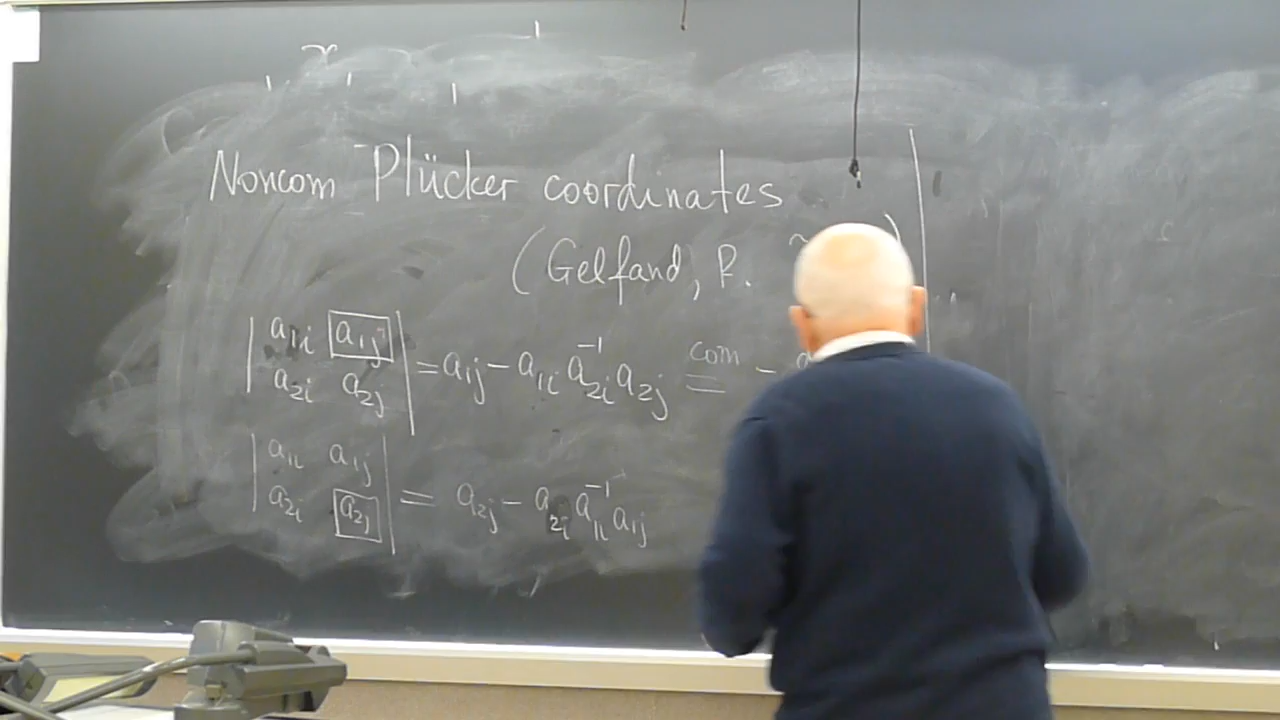 Noncom Plücker coordinates
(Gelfand, R.
| a₁ᵢ [a₁ⱼ] |
| a₂ᵢ a₂ⱼ | = a₁ⱼ − a₁ᵢ a₂ᵢ⁻¹ a₂ⱼ com = −
| a₁ᵢ a₁ⱼ |
| a₂ᵢ [a₂ⱼ] | = a₂ⱼ − a₂ᵢ a₁ᵢ⁻¹ a₁ⱼ